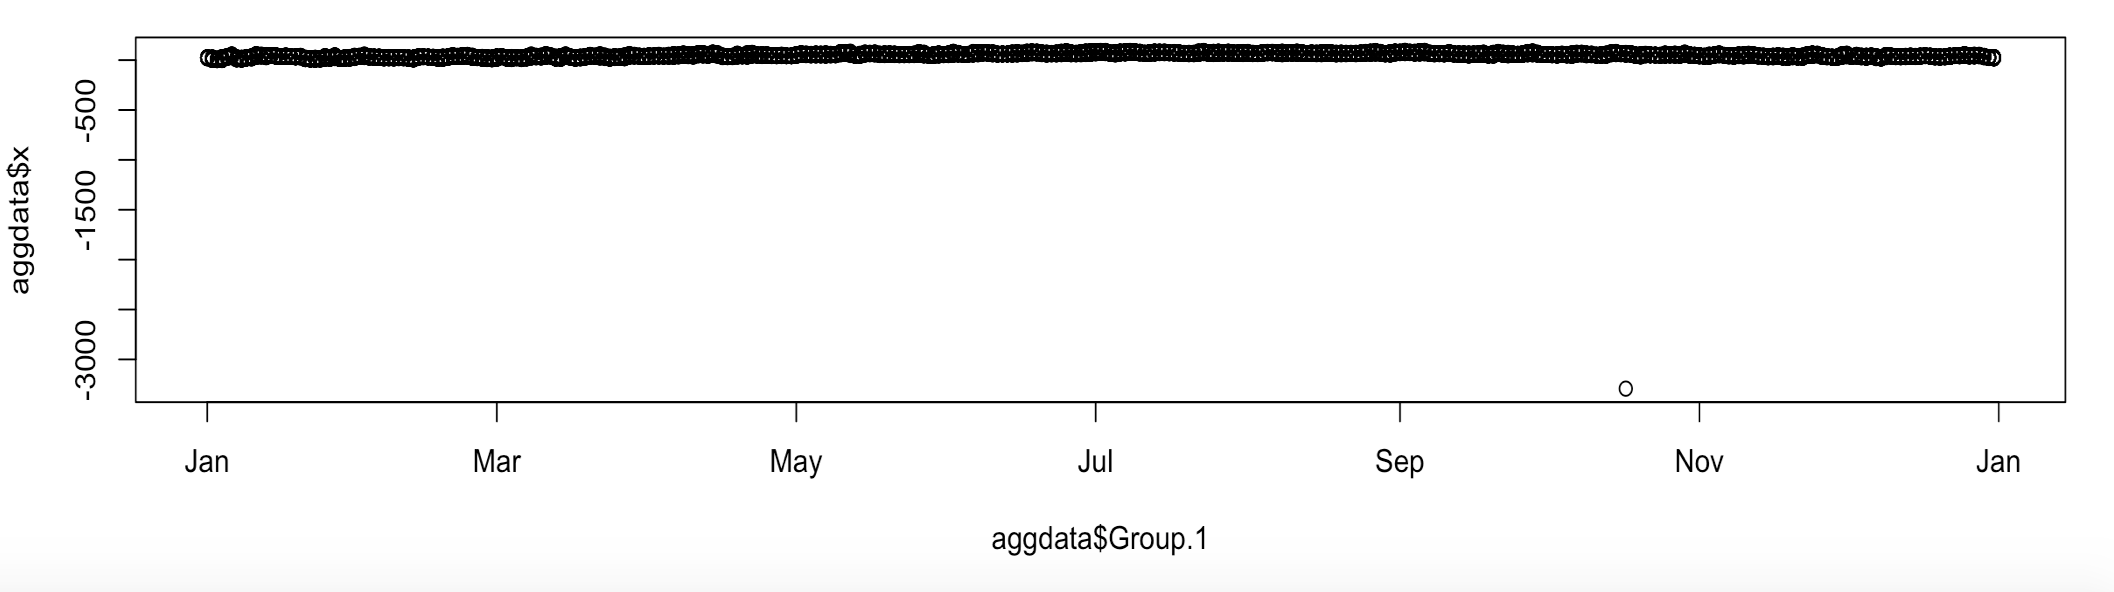 aggdata$x
-500
-1500
-3000
Jan Mar May Jul Sep Nov Jan
aggdata$Group.1